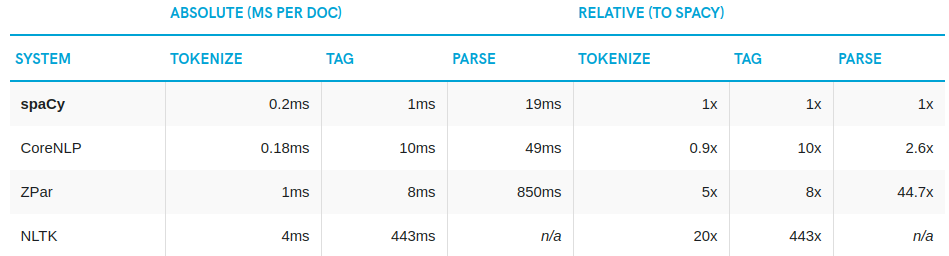 ABSOLUTE (MS PER DOC) RELATIVE (TO SPACY)
SYSTEM TOKENIZE TAG PARSE TOKENIZE TAG PARSE
spaCy 0.2ms 1ms 19ms 1x 1x 1x
CoreNLP 0.18ms 10ms 49ms 0.9x 10x 2.6x
ZPar 1ms 8ms 850ms 5x 8x 44.7x
NLTK 4ms 443ms n/a 20x 443x n/a